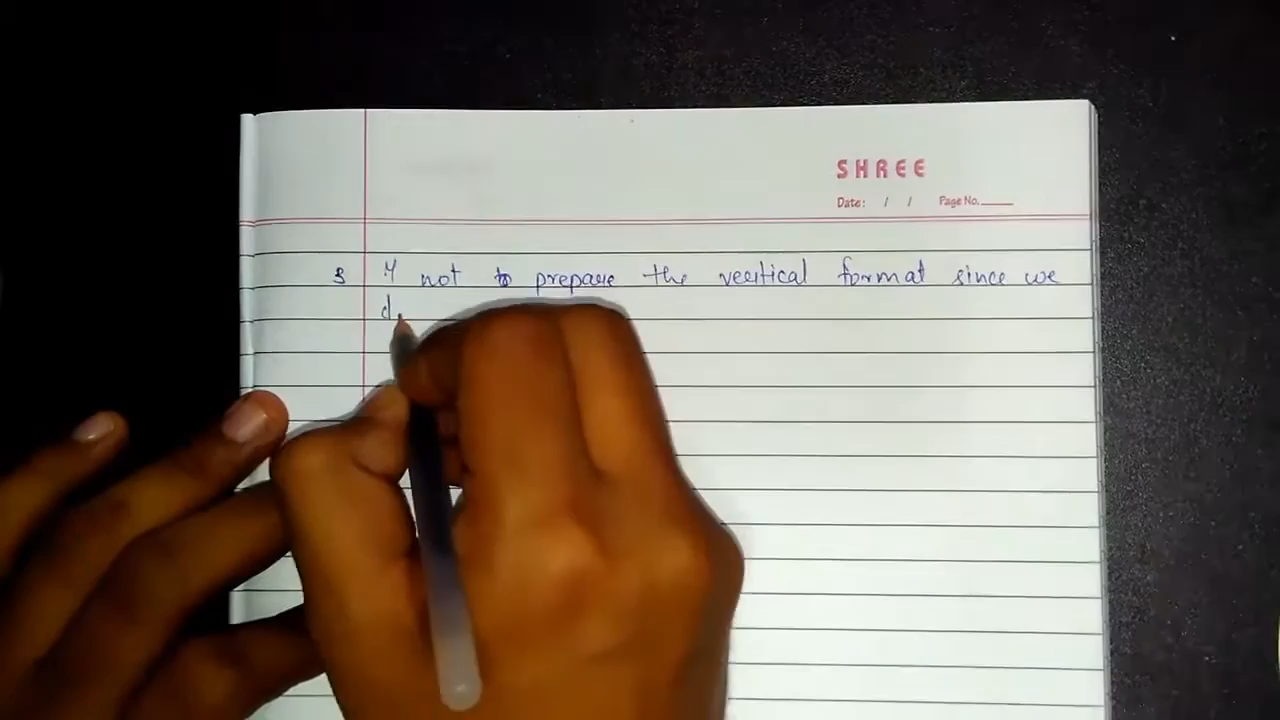 SHREE
Date: / / Page No.
3 Y not to prepare the vertical format since we
d